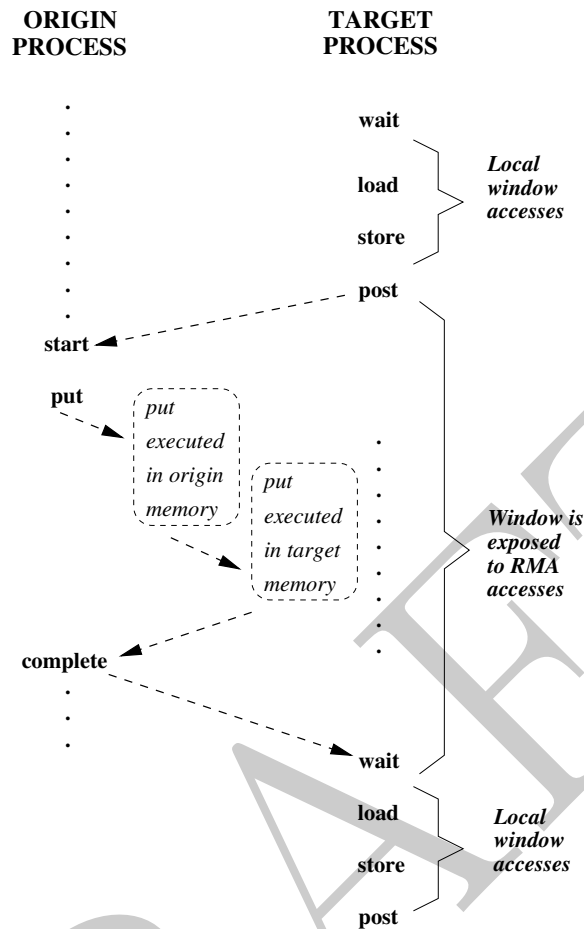 ORIGIN
PROCESS
TARGET
PROCESS
wait
load
store
Local
window
accesses
post
start
put
put
executed
in origin
memory
put
executed
in target
memory
Window is
exposed
to RMA
accesses
complete
wait
load
store
Local
window
accesses
post